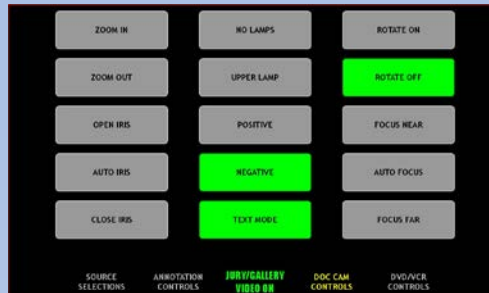 ZOOM IN
NO LAMPS
ROTATE ON
ZOOM OUT
UPPER LAMP
ROTATE OFF
OPEN IRIS
POSITIVE
FOCUS NEAR
AUTO IRIS
NEGATIVE
AUTO FOCUS
CLOSE IRIS
TEXT MODE
FOCUS FAR
SOURCE
SELECTIONS
ANNOTATION
CONTROLS
JURY/GALLERY
VIDEO ON
DOC CAM
CONTROLS
DVD/VCR
CONTROLS